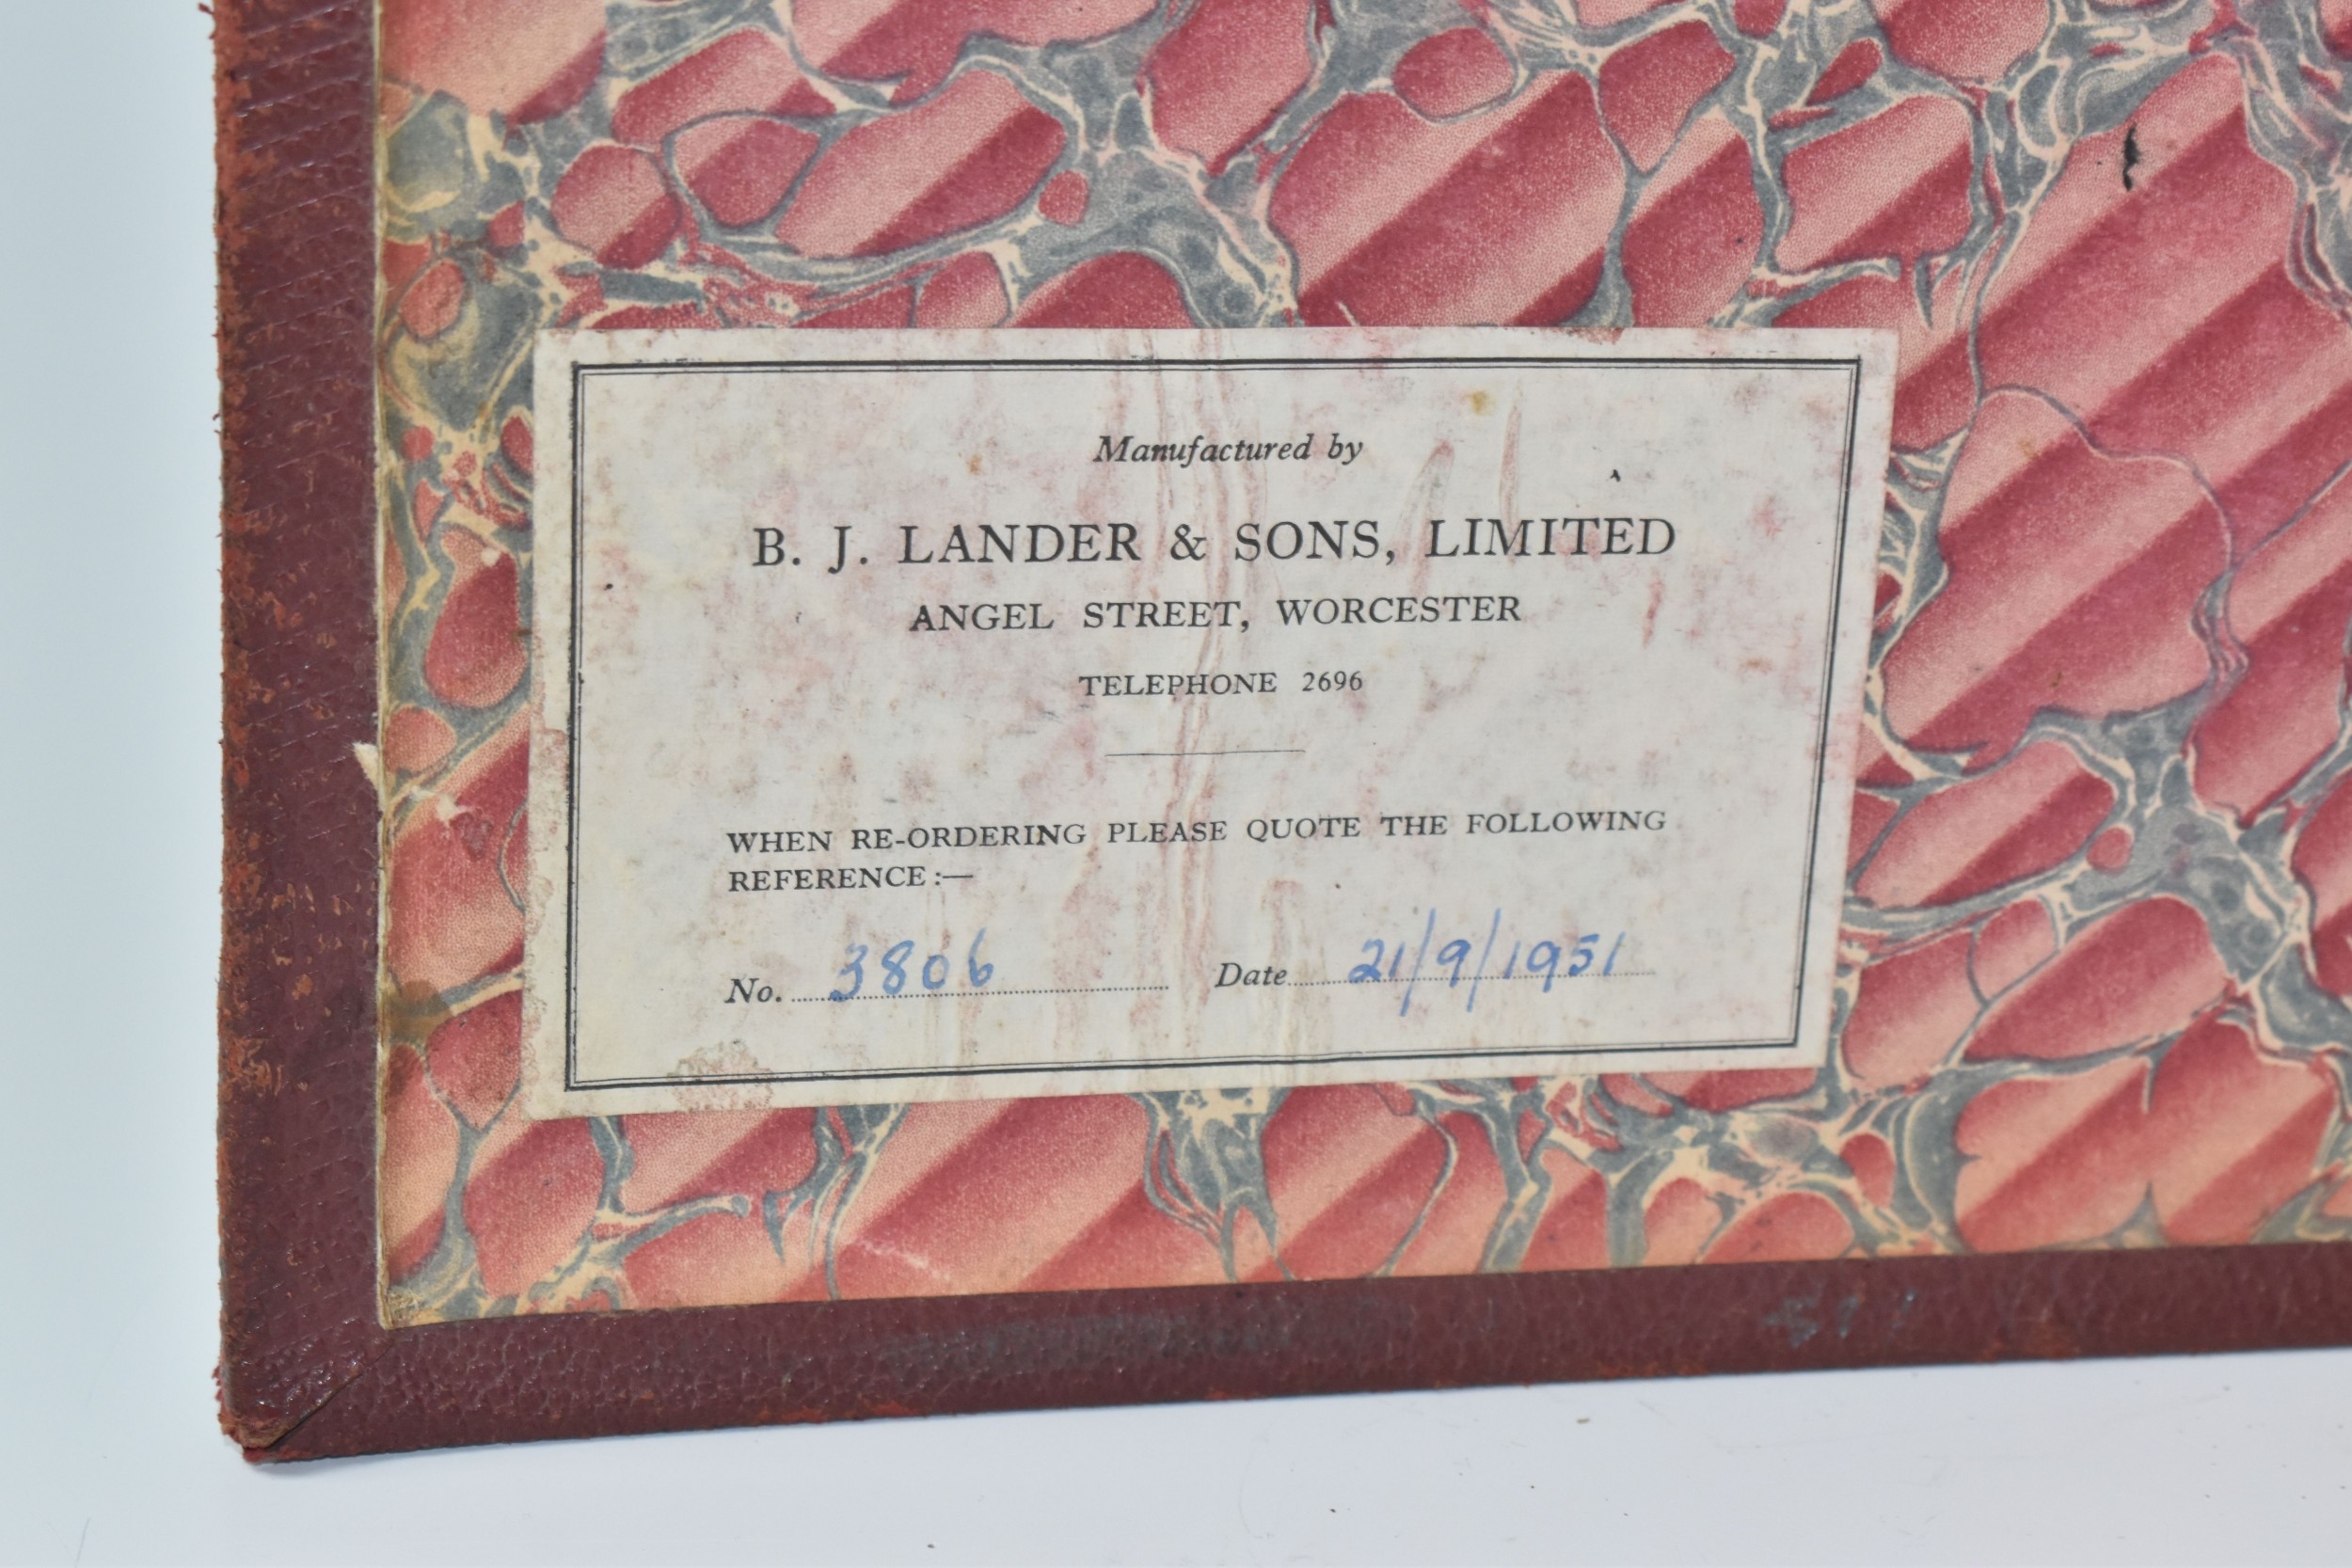 Manufactured by
B. J. LANDER & SONS, LIMITED
ANGEL STREET, WORCESTER
TELEPHONE 2696
WHEN RE-ORDERING PLEASE QUOTE THE FOLLOWING
REFERENCE :—
No. 3806 Date 21/9/1951